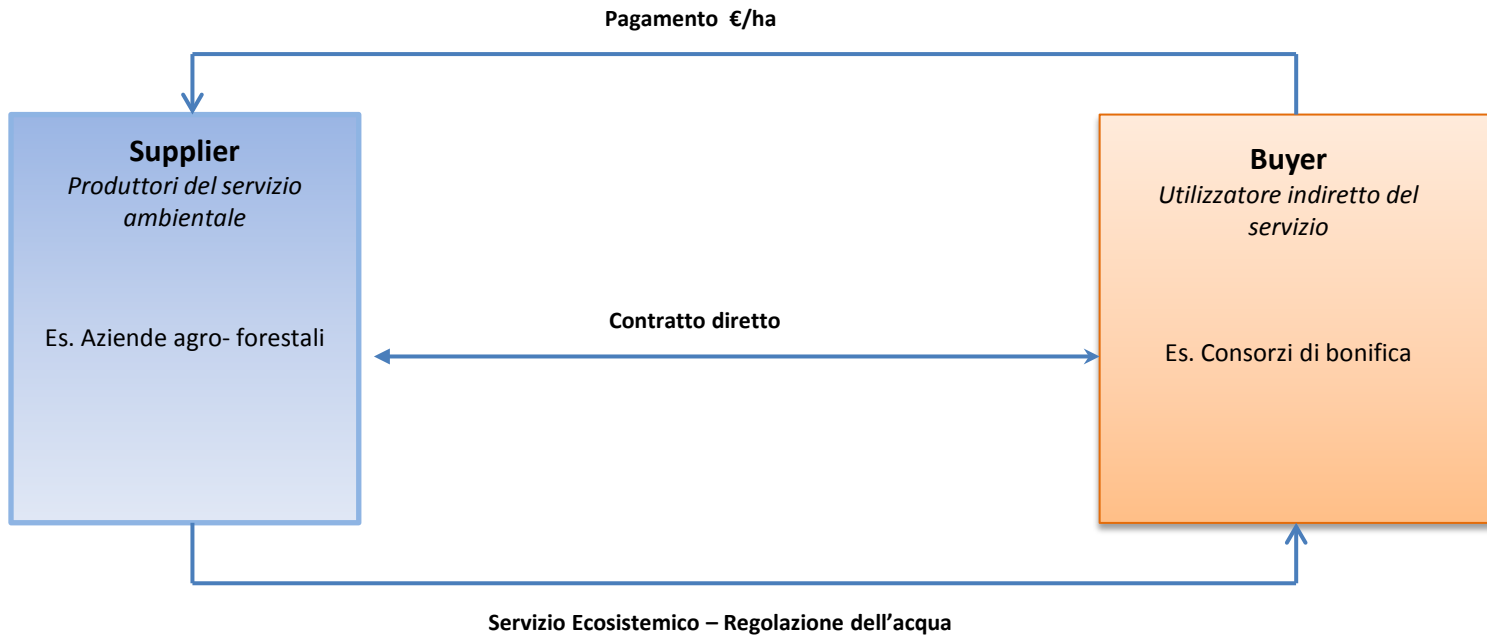 Pagamento €/ha
Supplier
Produttori del servizio
ambientale
Es. Aziende agro- forestali
Contratto diretto
Buyer
Utilizzatore indiretto del
servizio
Es. Consorzi di bonifica
Servizio Ecosistemico – Regolazione dell’acqua